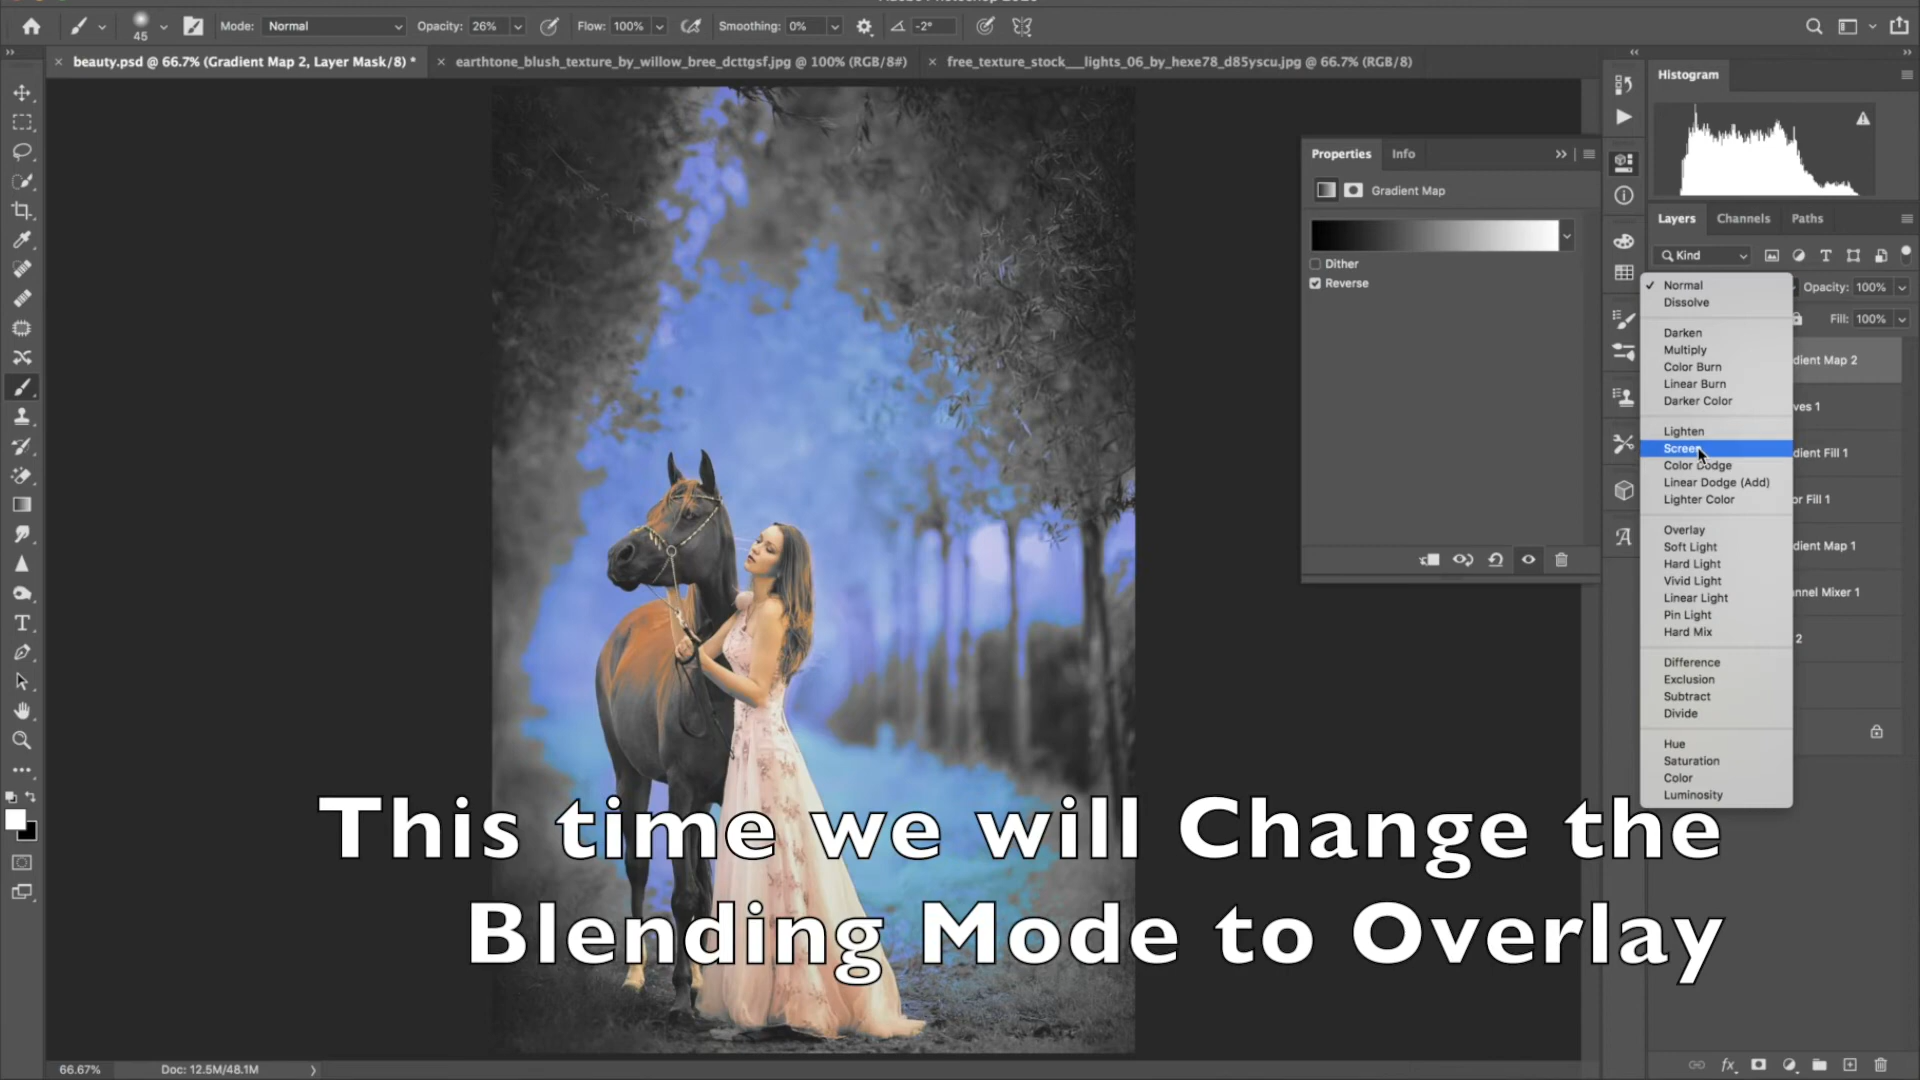 45
Mode: Normal
Opacity: 26%
Flow: 100%
Smoothing: 0%
-2°
beauty.psd @ 66.7% (Gradient Map 2, Layer Mask/8) *
earthtone_blush_texture_by_willow_bree_dcttgsf.jpg @ 100% (RGB/8#)
free_texture_stock___lights_06_by_hexe78_d85yscu.jpg @ 66.7% (RGB/8)
Histogram
Properties
Info
Gradient Map
Dither
Reverse
Layers
Channels
Paths
Kind
Opacity: 100%
Fill: 100%
Normal
Dissolve
Darken
Multiply
Color Burn
Linear Burn
Darker Color
Lighten
Screen
Color Dodge
Linear Dodge (Add)
Lighter Color
Overlay
Soft Light
Hard Light
Vivid Light
Linear Light
Pin Light
Hard Mix
Difference
Exclusion
Subtract
Divide
Hue
Saturation
Color
Luminosity
dient Map 2
ves 1
dient Fill 1
or Fill 1
dient Map 1
nnel Mixer 1
2
This time we will Change the
Blending Mode to Overlay
66.67%
Doc: 12.5M/48.1M